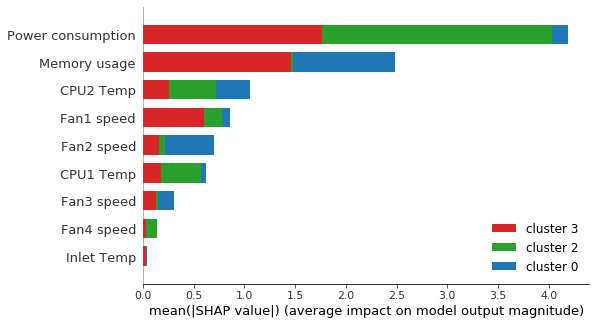 Power consumption
Memory usage
CPU2 Temp
Fan1 speed
Fan2 speed
CPU1 Temp
Fan3 speed
Fan4 speed
Inlet Temp
cluster 3
cluster 2
cluster 0
0.0 0.5 1.0 1.5 2.0 2.5 3.0 3.5 4.0
mean(|SHAP value|) (average impact on model output magnitude)